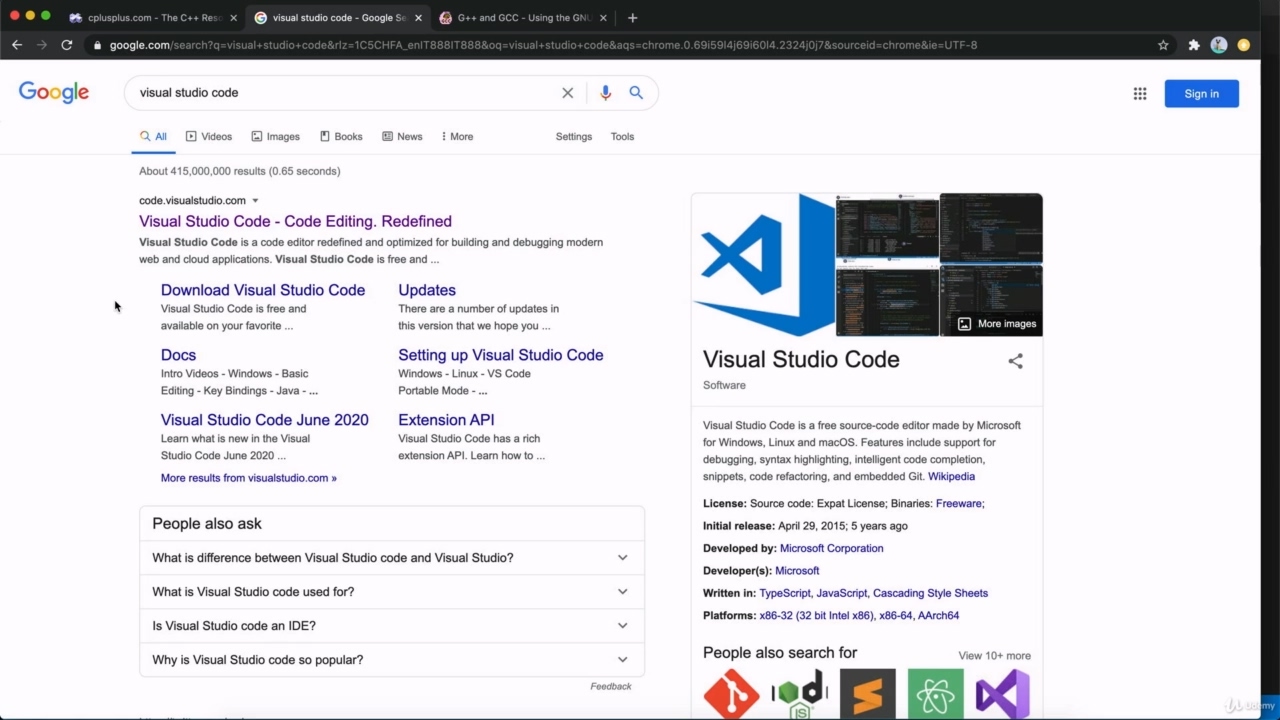 cplusplus.com - The C++ Reso
visual studio code - Google Se
G++ and GCC - Using the GNU
google.com/search?q=visual+studio+code&rlz=1C5CHFA_enIT888IT888&oq=visual+studio+code&aqs=chrome.0.69i59l4j69i60l4.2324j0j7&sourceid=chrome&ie=UTF-8
Google
visual studio code
Sign in
All
Videos
Images
Books
News
More
Settings
Tools
About 415,000,000 results (0.65 seconds)
code.visualstudio.com
Visual Studio Code - Code Editing. Redefined
Visual Studio Code is a code editor redefined and optimized for building and debugging modern
web and cloud applications. Visual Studio Code is free and ...
Download Visual Studio Code
Visual Studio Code is free and
available on your favorite ...
Updates
There are a number of updates in
this version that we hope you ...
Docs
Intro Videos - Windows - Basic
Editing - Key Bindings - Java - ...
Setting up Visual Studio Code
Windows - Linux - VS Code
Portable Mode - ...
Visual Studio Code June 2020
Learn what is new in the Visual
Studio Code June 2020 ...
Extension API
Visual Studio Code has a rich
extension API. Learn how to ...
More results from visualstudio.com »
People also ask
What is difference between Visual Studio code and Visual Studio?
What is Visual Studio code used for?
Is Visual Studio code an IDE?
Why is Visual Studio code so popular?
Feedback
More images
Visual Studio Code
Software
Visual Studio Code is a free source-code editor made by Microsoft
for Windows, Linux and macOS. Features include support for
debugging, syntax highlighting, intelligent code completion,
snippets, code refactoring, and embedded Git. Wikipedia
License: Source code: Expat License; Binaries: Freeware;
Initial release: April 29, 2015; 5 years ago
Developed by: Microsoft Corporation
Developer(s): Microsoft
Written in: TypeScript, JavaScript, Cascading Style Sheets
Platforms: x86-32 (32 bit Intel x86), x86-64, AArch64
People also search for
View 10+ more
Udemy